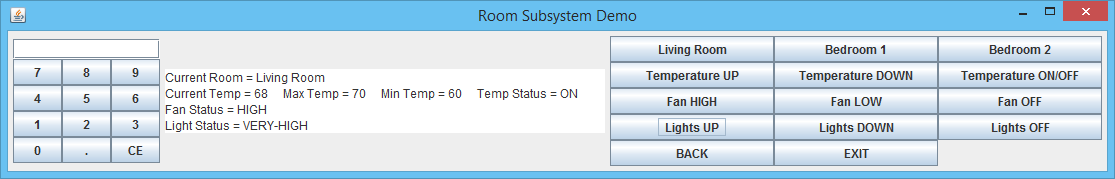 Room Subsystem Demo
7 8 9
4 5 6
1 2 3
0 . CE
Current Room = Living Room
Current Temp = 68 Max Temp = 70 Min Temp = 60 Temp Status = ON
Fan Status = HIGH
Light Status = VERY-HIGH
Living Room Bedroom 1 Bedroom 2
Temperature UP Temperature DOWN Temperature ON/OFF
Fan HIGH Fan LOW Fan OFF
Lights UP Lights DOWN Lights OFF
BACK EXIT